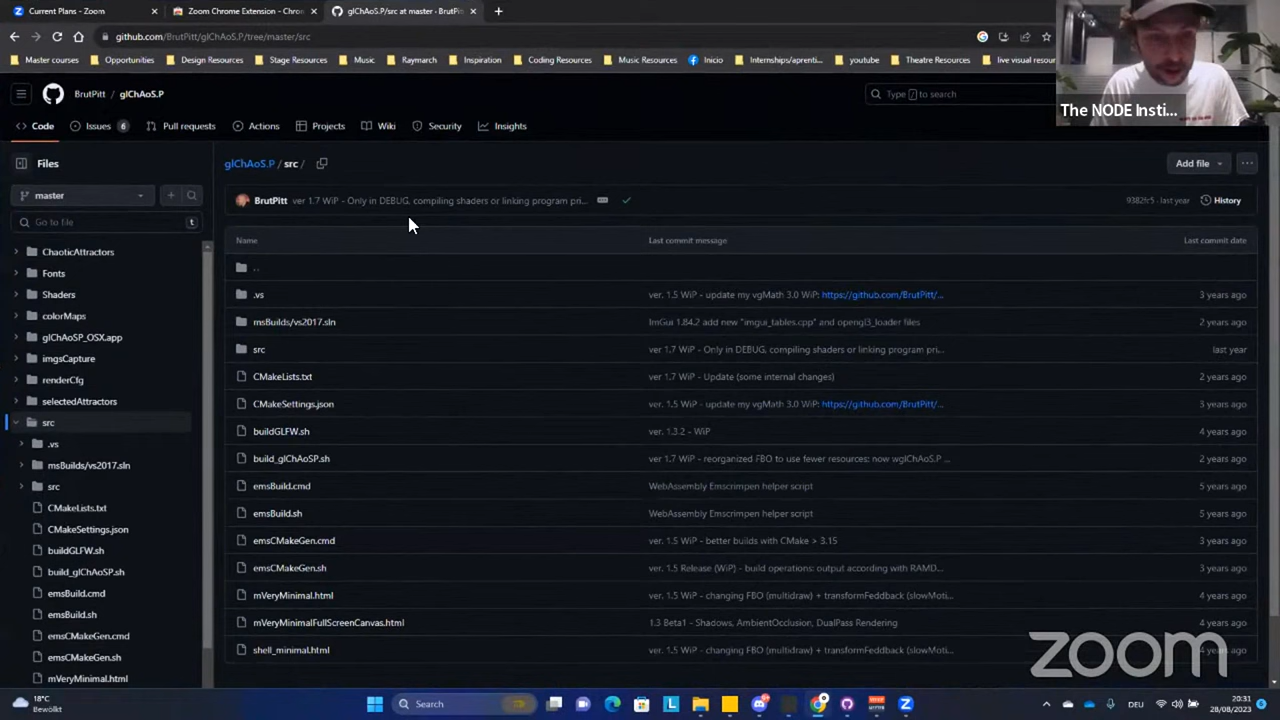 Current Plans - Zoom
Zoom Chrome Extension - Chron
glChAoS.P/src at master · BrutPi
github.com/BrutPitt/glChAoS.P/tree/master/src
Master courses
Opportunities
Design Resources
Stage Resources
Music
Raymarch
Inspiration
Coding Resources
Music Resources
Inicio
Internships/aprenti...
youtube
Theatre Resources
live visual resour
BrutPitt / glChAoS.P
Type / to search
The NODE Insti...
Code
Issues 6
Pull requests
Actions
Projects
Wiki
Security
Insights
Files
glChAoS.P / src /
Add file
master
BrutPitt ver 1.7 WiP - Only in DEBUG, compiling shaders or linking program pri...
9382fc5 · last year
History
Go to file t
Name Last commit message Last commit date
ChaoticAttractors
Fonts
Shaders
colorMaps
glChAoSP_OSX.app
imgsCapture
renderCfg
selectedAttractors
src
.vs
msBuilds/vs2017.sln
src
CMakeLists.txt
CMakeSettings.json
buildGLFW.sh
build_glChAoSP.sh
emsBuild.cmd
emsBuild.sh
emsCMakeGen.cmd
emsCMakeGen.sh
mVeryMinimal.html
..
.vs ver. 1.5 WiP - update my vgMath 3.0 WiP: https://github.com/BrutPitt/... 3 years ago
msBuilds/vs2017.sln ImGui 1.84.2 add new "imgui_tables.cpp" and opengl3_loader files 2 years ago
src ver 1.7 WiP - Only in DEBUG, compiling shaders or linking program pri... last year
CMakeLists.txt ver 1.7 WiP - Update (some internal changes) 2 years ago
CMakeSettings.json ver. 1.5 WiP - update my vgMath 3.0 WiP: https://github.com/BrutPitt/... 3 years ago
buildGLFW.sh ver. 1.3.2 - WiP 4 years ago
build_glChAoSP.sh ver 1.7 WiP - reorganized FBO to use fewer resources: now wglChAoS.P ... 2 years ago
emsBuild.cmd WebAssembly Emscrimpen helper script 5 years ago
emsBuild.sh WebAssembly Emscrimpen helper script 5 years ago
emsCMakeGen.cmd ver. 1.5 WiP - better builds with CMake > 3.15 3 years ago
emsCMakeGen.sh ver. 1.5 Release (WiP) - build operations: output according with RAMD... 3 years ago
mVeryMinimal.html ver. 1.5 WiP - changing FBO (multidraw) + transformFeddback (slowMoti... 3 years ago
mVeryMinimalFullScreenCanvas.html 1.3 Beta1 - Shadows, AmbientOcclusion, DualPass Rendering 4 years ago
shell_minimal.html ver. 1.5 WiP - changing FBO (multidraw) + transformFeddback (slowMoti... 3 years ago
zoom
18°C
Bewölkt
Search
DEU
20:31
28/08/2023